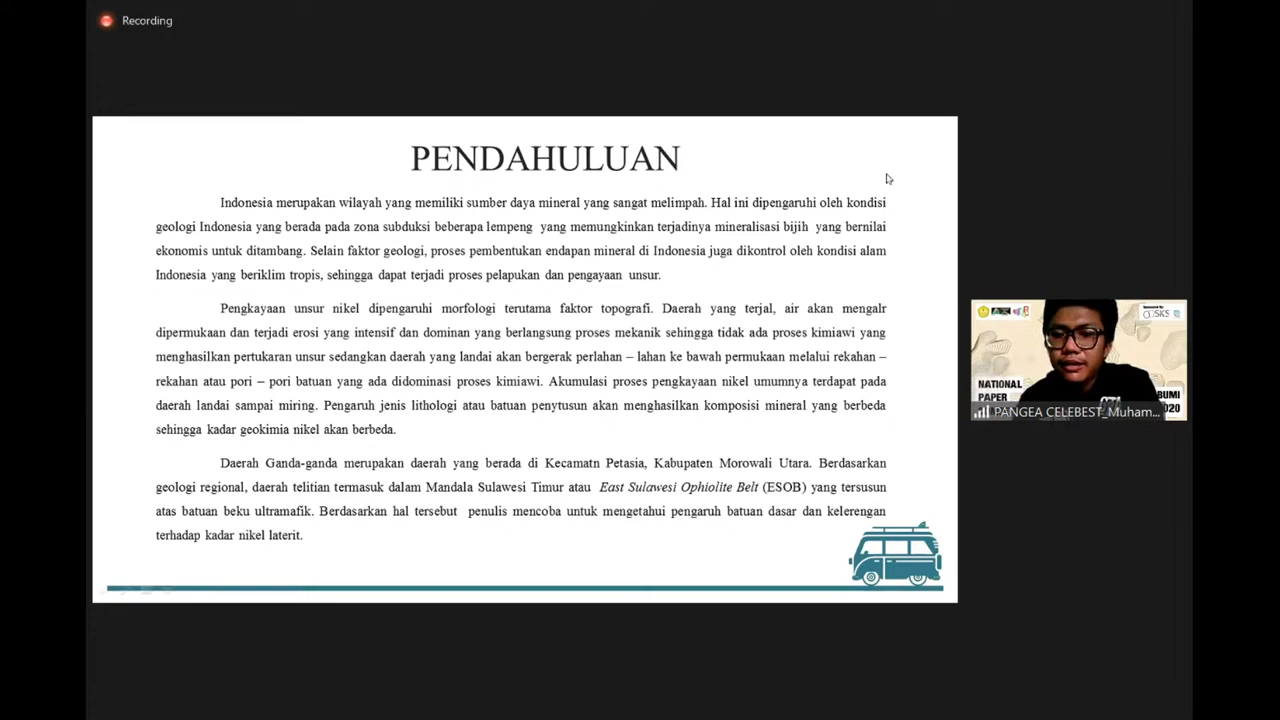 Recording
PENDAHULUAN
Indonesia merupakan wilayah yang memiliki sumber daya mineral yang sangat melimpah. Hal ini dipengaruhi oleh kondisi
geologi Indonesia yang berada pada zona subduksi beberapa lempeng yang memungkinkan terjadinya mineralisasi bijih yang bernilai
ekonomis untuk ditambang. Selain faktor geologi, proses pembentukan endapan mineral di Indonesia juga dikontrol oleh kondisi alam
Indonesia yang beriklim tropis, sehingga dapat terjadi proses pelapukan dan pengayaan unsur.
Pengkayaan unsur nikel dipengaruhi morfologi terutama faktor topografi. Daerah yang terjal, air akan mengalr
dipermukaan dan terjadi erosi yang intensif dan dominan yang berlangsung proses mekanik sehingga tidak ada proses kimiawi yang
menghasilkan pertukaran unsur sedangkan daerah yang landai akan bergerak perlahan – lahan ke bawah permukaan melalui rekahan –
rekahan atau pori – pori batuan yang ada didominasi proses kimiawi. Akumulasi proses pengkayaan nikel umumnya terdapat pada
daerah landai sampai miring. Pengaruh jenis lithologi atau batuan penytusun akan menghasilkan komposisi mineral yang berbeda
sehingga kadar geokimia nikel akan berbeda.
Daerah Ganda-ganda merupakan daerah yang berada di Kecamatn Petasia, Kabupaten Morowali Utara. Berdasarkan
geologi regional, daerah telitian termasuk dalam Mandala Sulawesi Timur atau East Sulawesi Ophiolite Belt (ESOB) yang tersusun
atas batuan beku ultramafik. Berdasarkan hal tersebut penulis mencoba untuk mengetahui pengaruh batuan dasar dan kelerengan
terhadap kadar nikel laterit.
NATIONAL
PAPER
BUMI
2020
PANGEA CELEBEST_Muham...